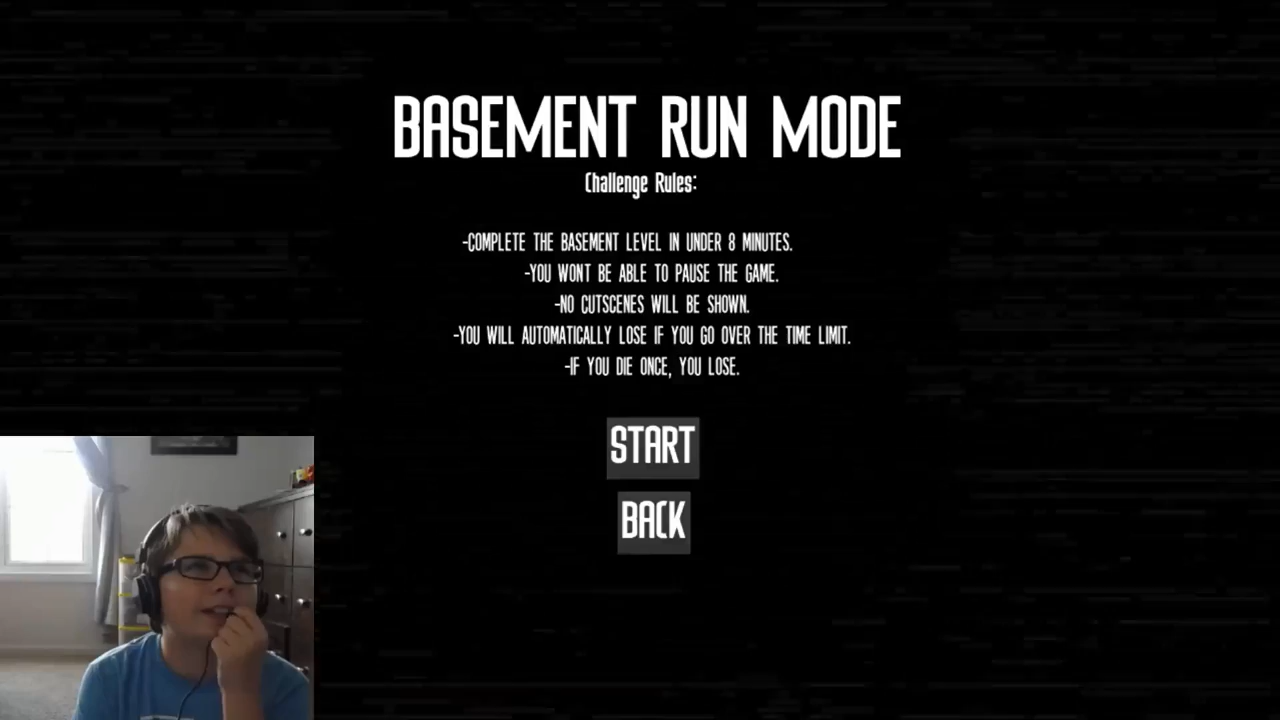 BASEMENT RUN MODE
Challenge Rules:
-COMPLETE THE BASEMENT LEVEL IN UNDER 8 MINUTES.
-YOU WONT BE ABLE TO PAUSE THE GAME.
-NO CUTSCENES WILL BE SHOWN.
-YOU WILL AUTOMATICALLY LOSE IF YOU GO OVER THE TIME LIMIT.
-IF YOU DIE ONCE, YOU LOSE.
START
BACK